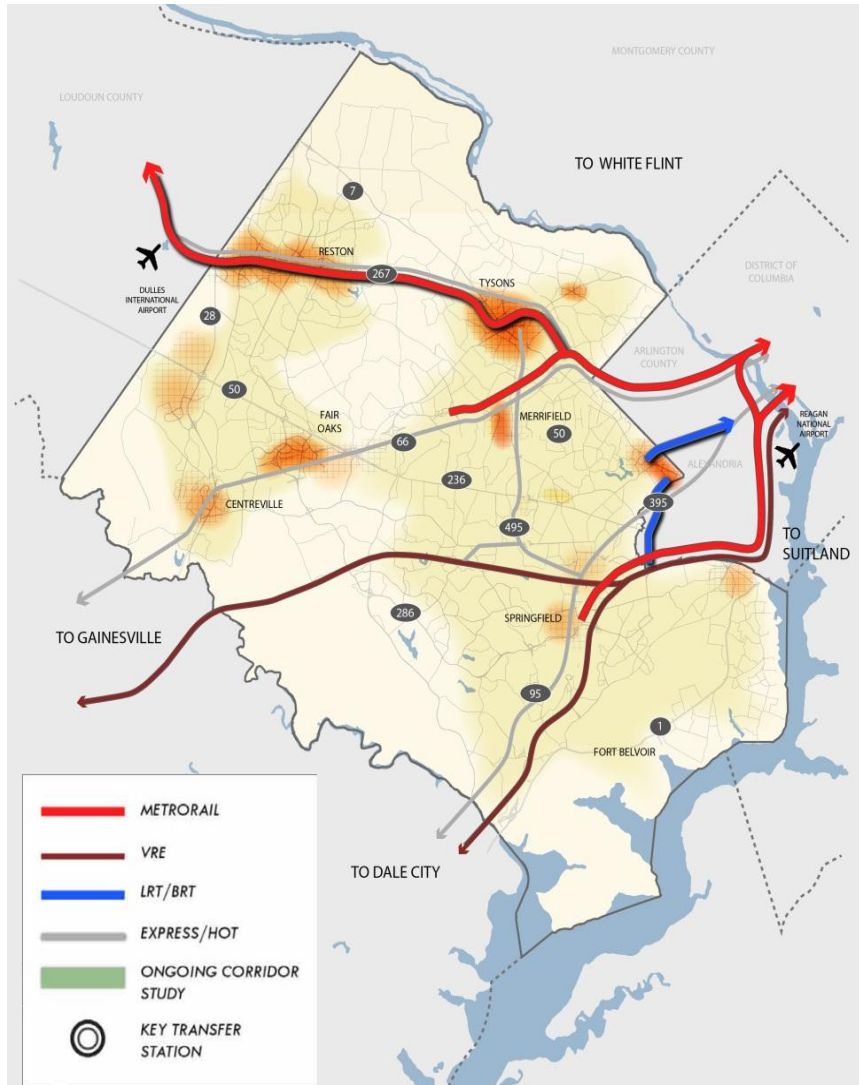 MONTGOMERY COUNTY
LOUDOUN COUNTY
TO WHITE FLINT
7
RESTON
267
TYSONS
DISTRICT OF
COLUMBIA
DULLES
INTERNATIONAL
AIRPORT
28
ARLINGTON
COUNTY
50
FAIR
OAKS
MERRIFIELD
REAGAN
NATIONAL
AIRPORT
66
50
ALEXANDRIA
236
CENTREVILLE
395
495
TO
SUITLAND
286
SPRINGFIELD
TO GAINESVILLE
95
1
FORT BELVOIR
TO DALE CITY
METRORAIL
VRE
LRT/BRT
EXPRESS/HOT
ONGOING CORRIDOR
STUDY
KEY TRANSFER
STATION